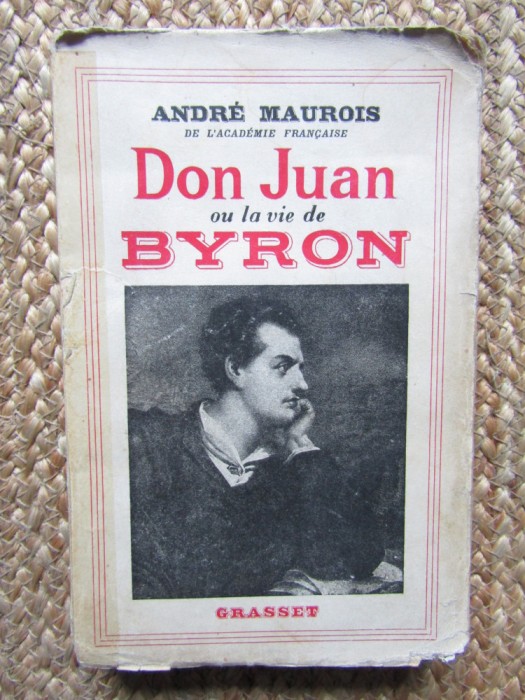 ANDRÉ MAUROIS
DE L'ACADÉMIE FRANÇAISE
Don Juan
ou la vie de
BYRON
GRASSET